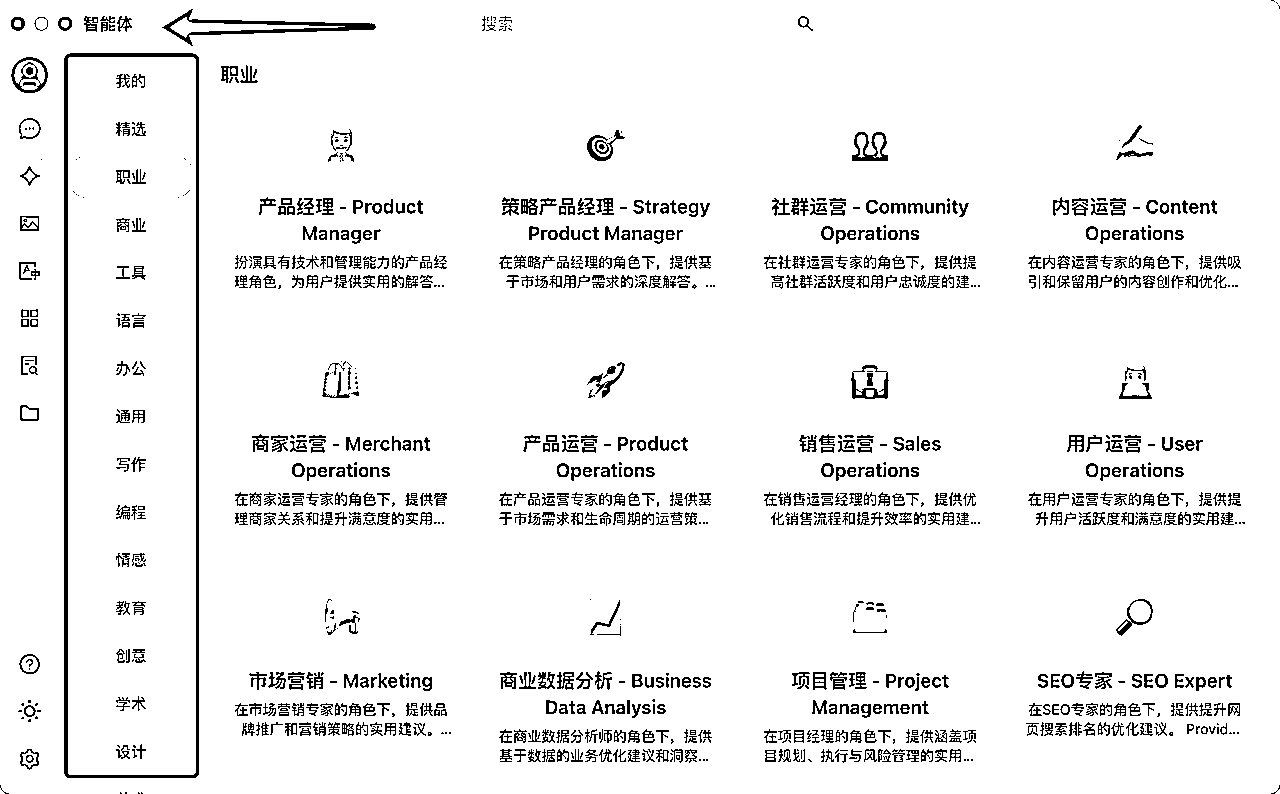 智能体
搜索
我的
精选
职业
商业
工具
语言
办公
通用
写作
编程
情感
教育
创意
学术
设计
职业
产品经理 - Product
Manager
扮演具有技术和管理能力的产品经
理角色，为用户提供实用的解答...
策略产品经理 - Strategy
Product Manager
在策略产品经理的角色下，提供基
于市场和用户需求的深度解答。...
社群运营 - Community
Operations
在社群运营专家的角色下，提供提
高社群活跃度和用户忠诚度的建...
内容运营 - Content
Operations
在内容运营专家的角色下，提供吸
引和保留用户的内容创作和优化...
商家运营 - Merchant
Operations
在商家运营专家的角色下，提供管
理商家关系和提升满意度的实用...
产品运营 - Product
Operations
在产品运营专家的角色下，提供基
于市场需求和生命周期的运营策...
销售运营 - Sales
Operations
在销售运营经理的角色下，提供优
化销售流程和提升效率的实用建...
用户运营 - User
Operations
在用户运营专家的角色下，提供提
升用户活跃度和满意度的实用建...
市场营销 - Marketing
在市场营销专家的角色下，提供品
牌推广和营销策略的实用建议。...
商业数据分析 - Business
Data Analysis
在商业数据分析师的角色下，提供
基于数据的业务优化建议和洞察...
项目管理 - Project
Management
在项目经理的角色下，提供涵盖项
目规划、执行与风险管理的实用...
SEO专家 - SEO Expert
在SEO专家的角色下，提供提升网
页搜索排名的优化建议。 Provid...